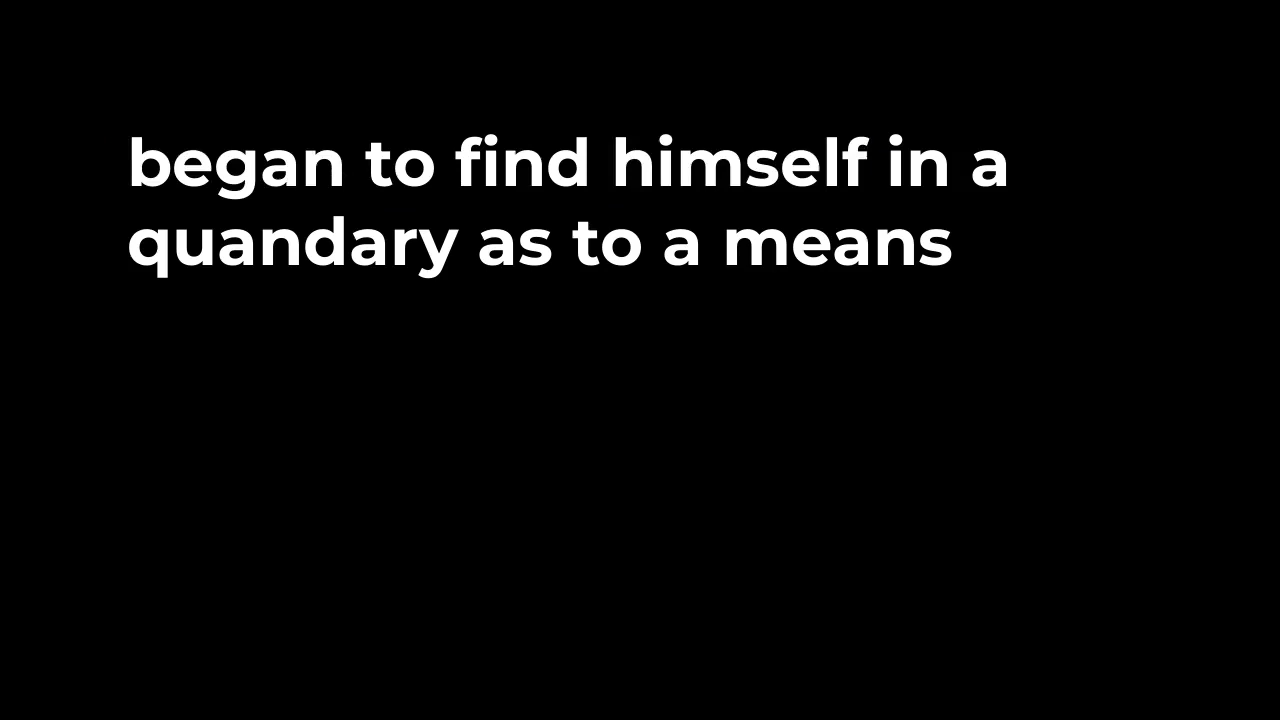 began to find himself in a
quandary as to a means